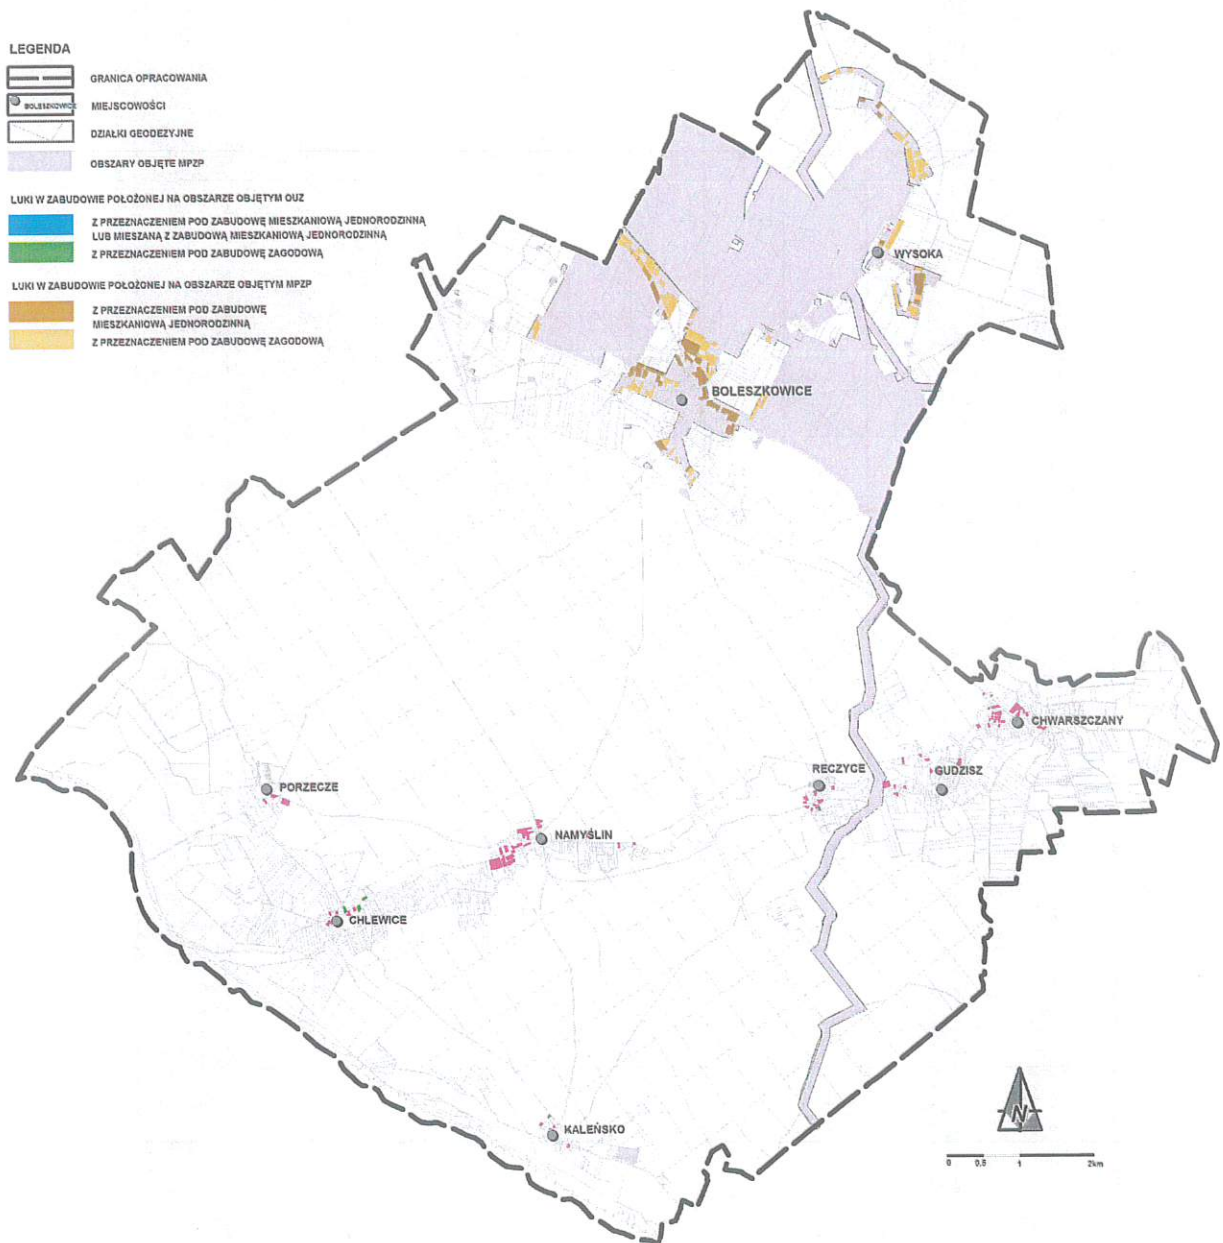 LEGENDA
GRANICA OPRACOWANIA
BOLESZKOWICE
MIEJSCOWOŚCI
DZIAŁKI GEODEZYJNE
OBSZARY OBJĘTE MPZP
LUKI W ZABUDOWIE POŁOŻONEJ NA OBSZARZE OBJĘTYM OUZ
Z PRZEZNACZENIEM POD ZABUDOWĘ MIESZKANIOWĄ JEDNORODZINNĄ
LUB MIESZANĄ Z ZABUDOWĄ MIESZKANIOWĄ JEDNORODZINNĄ
Z PRZEZNACZENIEM POD ZABUDOWĘ ZAGODOWĄ
LUKI W ZABUDOWIE POŁOŻONEJ NA OBSZARZE OBJĘTYM MPZP
Z PRZEZNACZENIEM POD ZABUDOWĘ
MIESZKANIOWĄ JEDNORODZINNĄ
Z PRZEZNACZENIEM POD ZABUDOWĘ ZAGODOWĄ
WYSOKA
BOLESZKOWICE
CHWARSZCZANY
RECZYCE
GUDZISZ
PORZECZE
NAMYŚLIN
CHLEWICE
KALEŃSKO
N
0 0,5 1 2km